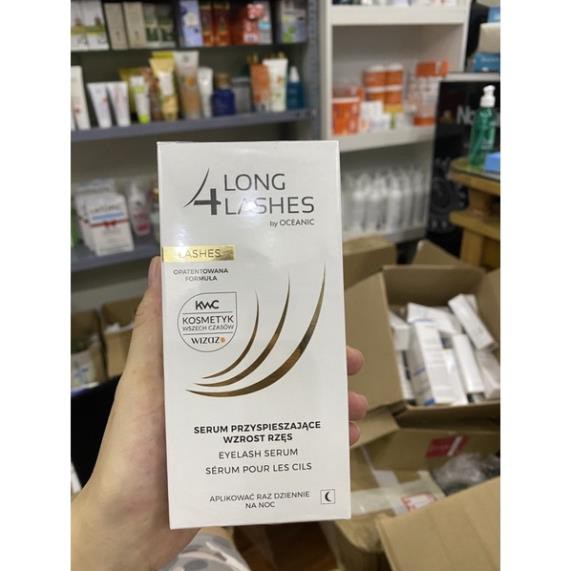 4 LONG
LASHES
by OCEANIC
LASHES
OPATENTOWANA
FORMUŁA
KWC
KOSMETYK
WSZECH CZASÓW
WIZAZ
SERUM PRZYSPIESZAJĄCE
WZROST RZĘS
EYELASH SERUM
SÉRUM POUR LES CILS
APLIKOWAĆ RAZ DZIENNIE
NA NOC